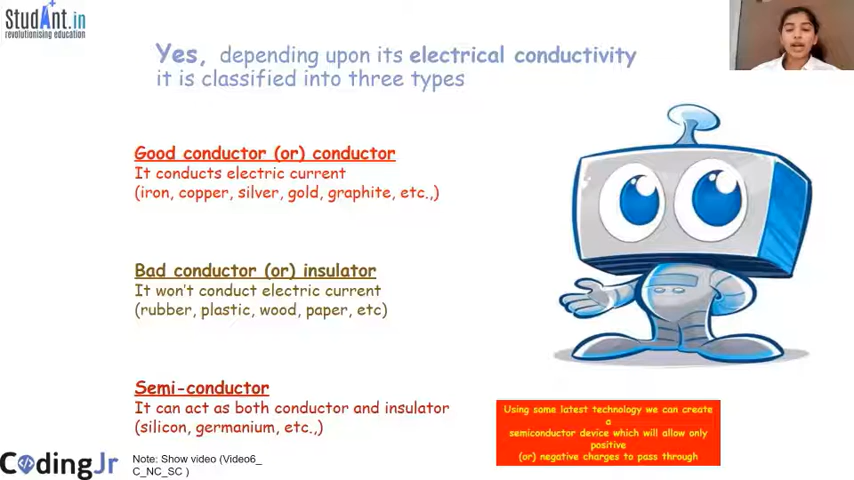 StudAnt.in
revolutionising education
Yes, depending upon its electrical conductivity
it is classified into three types
Good conductor (or) conductor
It conducts electric current
(iron, copper, silver, gold, graphite, etc.,)
Bad conductor (or) insulator
It won't conduct electric current
(rubber, plastic, wood, paper, etc)
Semi-conductor
It can act as both conductor and insulator
(silicon, germanium, etc.,)
Using some latest technology we can create
a
semiconductor device which will allow only
positive
(or) negative charges to pass through
CodingJr
Note: Show video (Video6_
C_NC_SC )